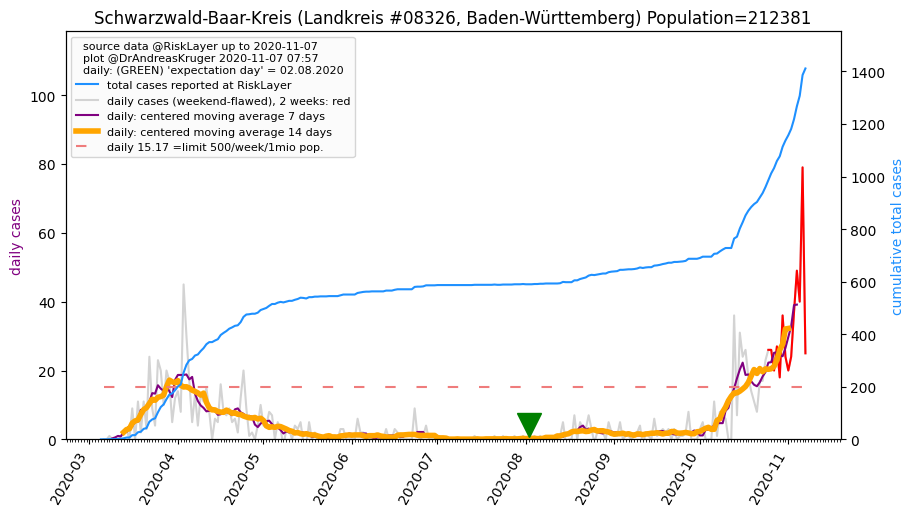 Schwarzwald-Baar-Kreis (Landkreis #08326, Baden-Württemberg) Population=212381
source data @RiskLayer up to 2020-11-07
plot @DrAndreasKruger 2020-11-07 07:57
daily: (GREEN) 'expectation day' = 02.08.2020
total cases reported at RiskLayer
daily cases (weekend-flawed), 2 weeks: red
daily: centered moving average 7 days
daily: centered moving average 14 days
daily 15.17 =limit 500/week/1mio pop.
daily cases
100
80
60
40
20
0
1400
1200
1000
800
600
400
200
0
cumulative total cases
2020-03
2020-04
2020-05
2020-06
2020-07
2020-08
2020-09
2020-10
2020-11